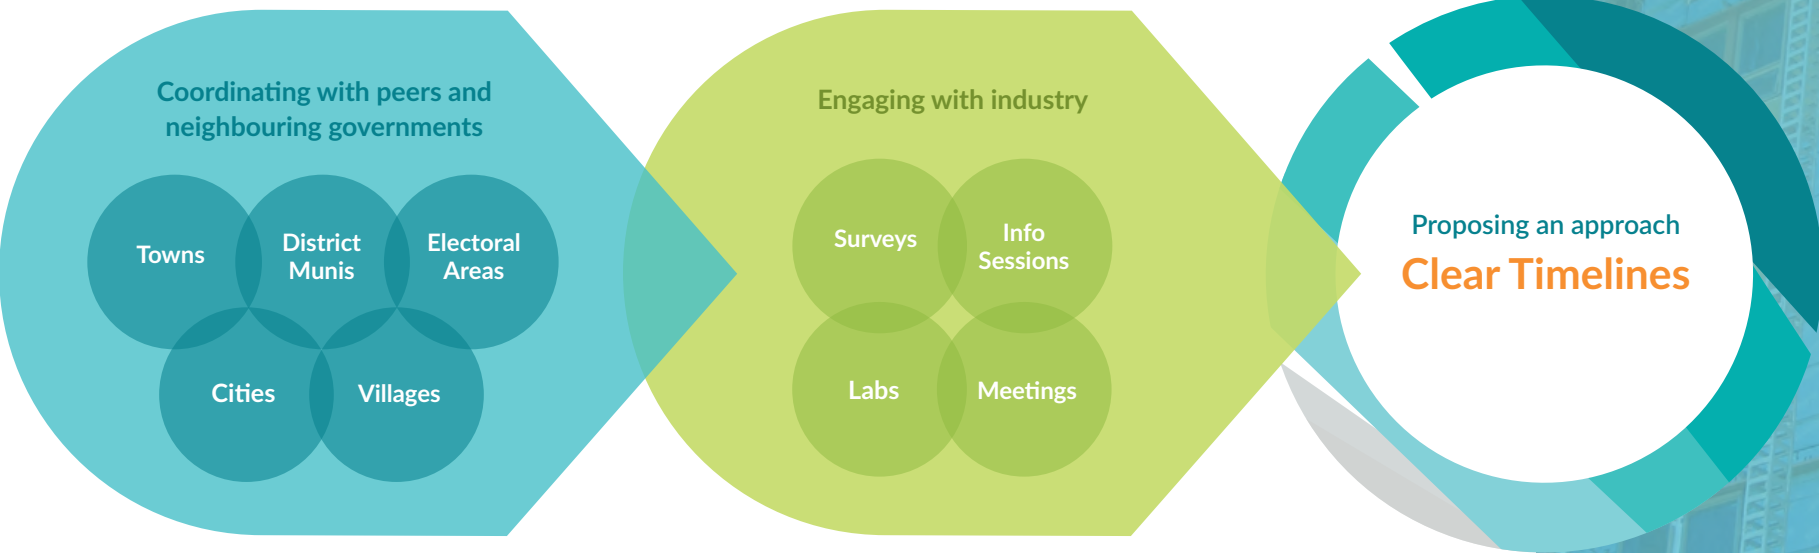 Coordinating with peers and
neighbouring governments
Towns
District
Munis
Electoral
Areas
Cities
Villages
Engaging with industry
Surveys
Info
Sessions
Labs
Meetings
Proposing an approach
Clear Timelines